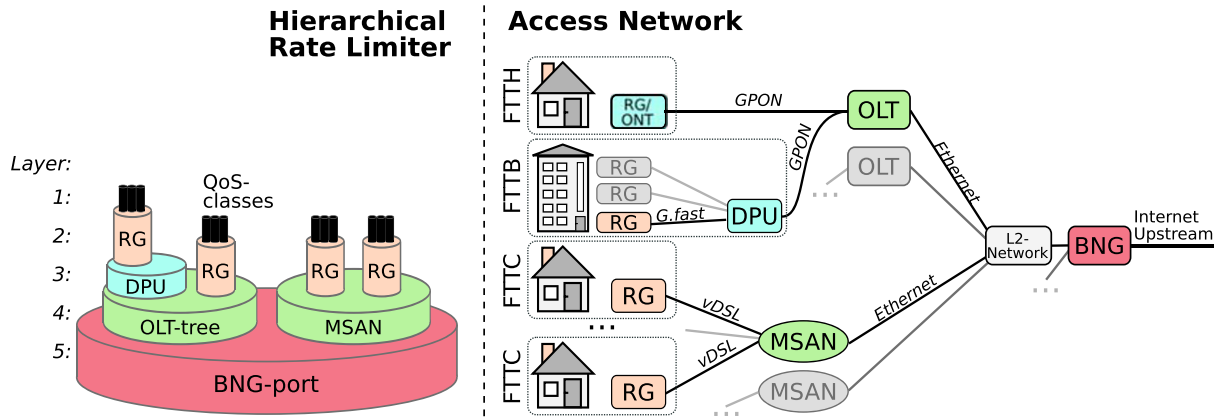 Hierarchical
Rate Limiter
Layer:
1:
2:
3:
4:
5:
QoS-
classes
RG
RG
RG
RG
DPU
OLT-tree
MSAN
BNG-port
Access Network
FTTH
RG/
ONT
GPON
OLT
FTTB
RG
RG
RG
G.fast
DPU
GPON
OLT
...
Ethernet
L2-
Network
BNG
Internet
Upstream
...
FTTC
RG
vDSL
...
MSAN
Ethernet
FTTC
RG
vDSL
MSAN
...